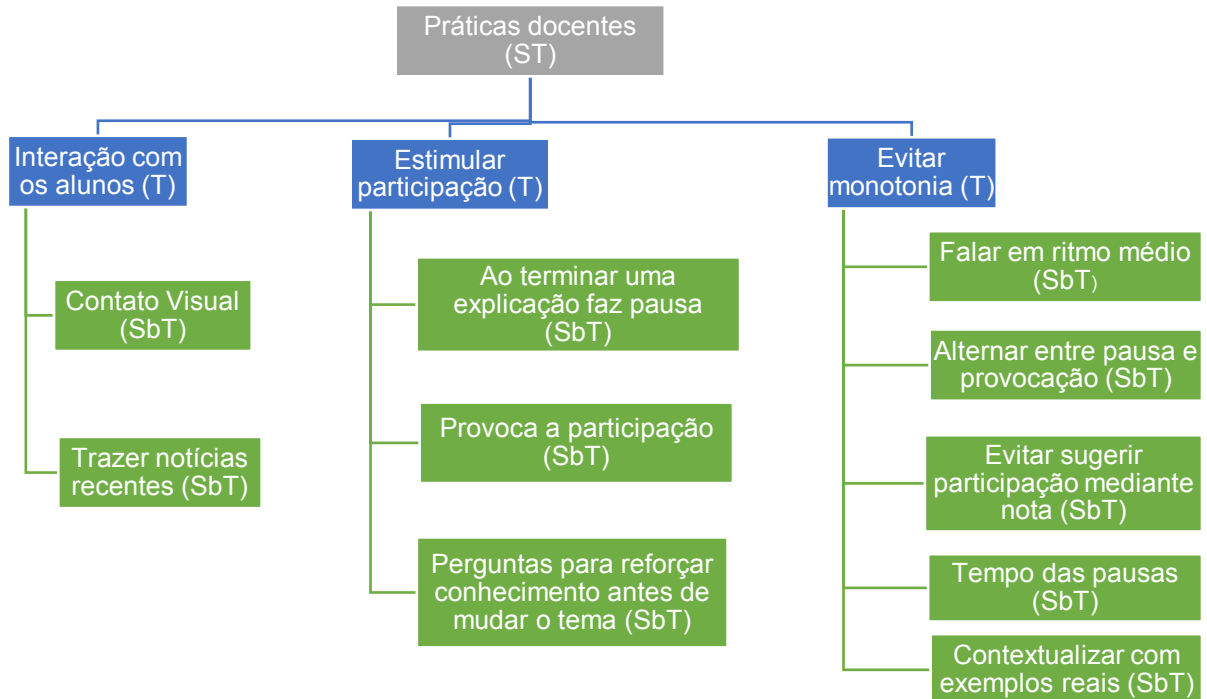 Práticas docentes
(ST)
Interação com
os alunos (T)
Contato Visual
(SbT)
Trazer notícias
recentes (SbT)
Estimular
participação (T)
Ao terminar uma
explicação faz pausa
(SbT)
Provoca a participação
(SbT)
Perguntas para reforçar
conhecimento antes de
mudar o tema (SbT)
Evitar
monotonia (T)
Falar em ritmo médio
(SbT)
Alternar entre pausa e
provocação (SbT)
Evitar sugerir
participação mediante
nota (SbT)
Tempo das pausas
(SbT)
Contextualizar com
exemplos reais (SbT)